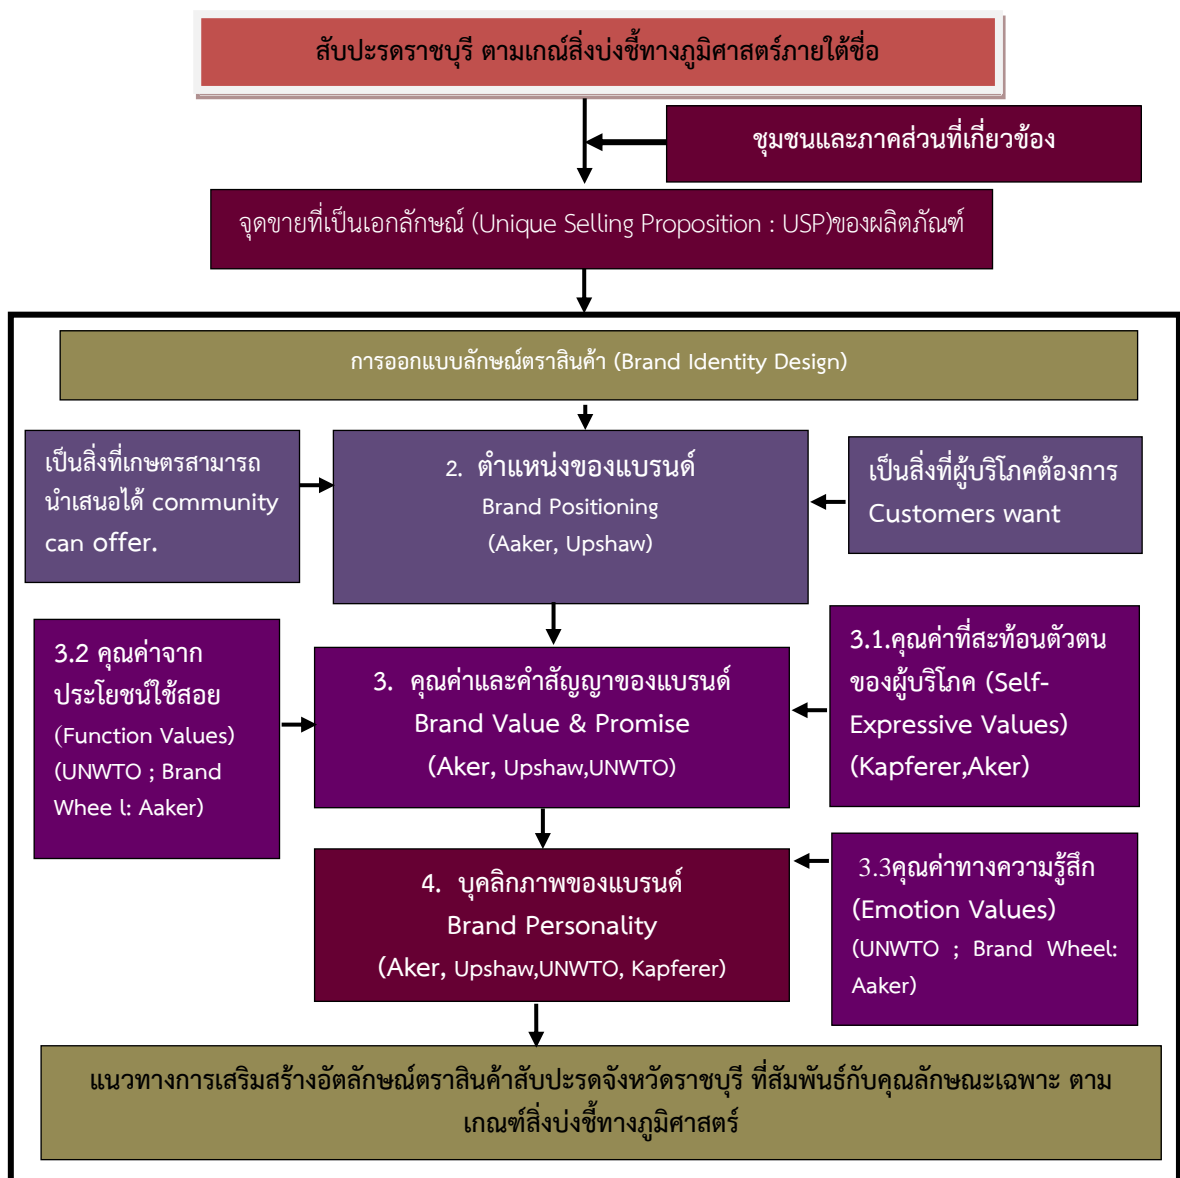 สับปะรดราชบุรี ตามเกณ์สิ่งบ่งชี้ทางภูมิศาสตร์ภายใต้ชื่อ
ชุมชนและภาคส่วนที่เกี่ยวข้อง
จุดขายที่เป็นเอกลักษณ์ (Unique Selling Proposition : USP)ของผลิตภัณฑ์
การออกแบบลักษณ์ตราสินค้า (Brand Identity Design)
เป็นสิ่งที่เกษตรสามารถ
นำเสนอได้ community
can offer.
2. ตำแหน่งของแบรนด์
Brand Positioning
(Aaker, Upshaw)
เป็นสิ่งที่ผู้บริโภคต้องการ
Customers want
3.2 คุณค่าจาก
ประโยชน์ใช้สอย
(Function Values)
(UNWTO ; Brand
Whee l: Aaker)
3. คุณค่าและคำสัญญาของแบรนด์
Brand Value & Promise
(Aker, Upshaw,UNWTO)
3.1.คุณค่าที่สะท้อนตัวตน
ของผู้บริโภค (Self-
Expressive Values)
(Kapferer,Aker)
4. บุคลิกภาพของแบรนด์
Brand Personality
(Aker, Upshaw,UNWTO, Kapferer)
3.3คุณค่าทางความรู้สึก
(Emotion Values)
(UNWTO ; Brand Wheel:
Aaker)
แนวทางการเสริมสร้างอัตลักษณ์ตราสินค้าสับปะรดจังหวัดราชบุรี ที่สัมพันธ์กับคุณลักษณะเฉพาะ ตาม
เกณฑ์สิ่งบ่งชี้ทางภูมิศาสตร์